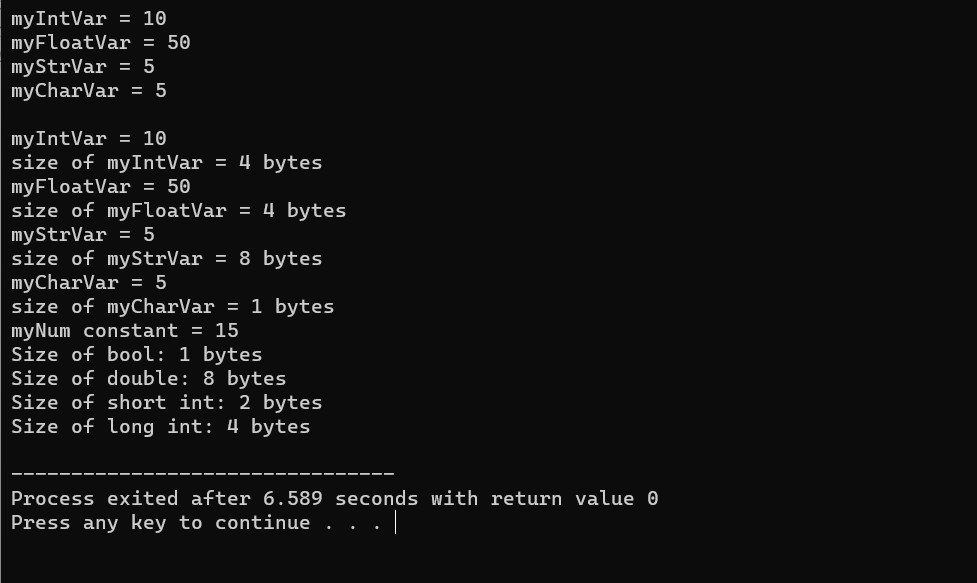 myIntVar = 10
myFloatVar = 50
myStrVar = 5
myCharVar = 5
myIntVar = 10
size of myIntVar = 4 bytes
myFloatVar = 50
size of myFloatVar = 4 bytes
myStrVar = 5
size of myStrVar = 8 bytes
myCharVar = 5
size of myCharVar = 1 bytes
myNum constant = 15
Size of bool: 1 bytes
Size of double: 8 bytes
Size of short int: 2 bytes
Size of long int: 4 bytes
--------------------------------
Process exited after 6.589 seconds with return value 0
Press any key to continue . . .